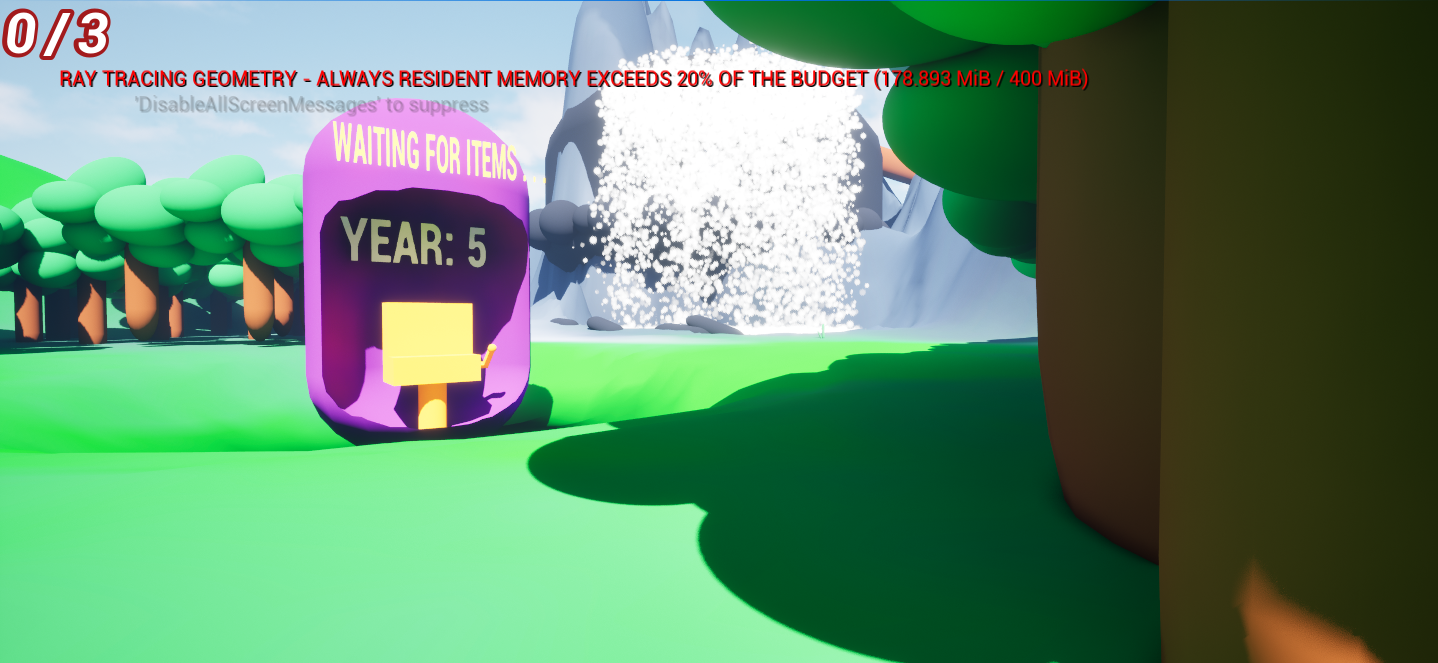 0/3
RAY TRACING GEOMETRY - ALWAYS RESIDENT MEMORY EXCEEDS 20% OF THE BUDGET (178.893 MiB / 400 MiB)
'DisableAllScreenMessages' to suppress
WAITING FOR ITEMS ...
YEAR: 5